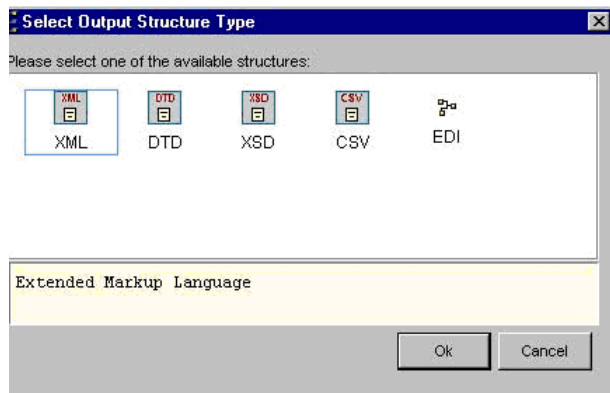 Select Output Structure Type
Please select one of the available structures:
XML DTD XSD CSV
XML DTD XSD CSV EDI
Extended Markup Language
Ok Cancel